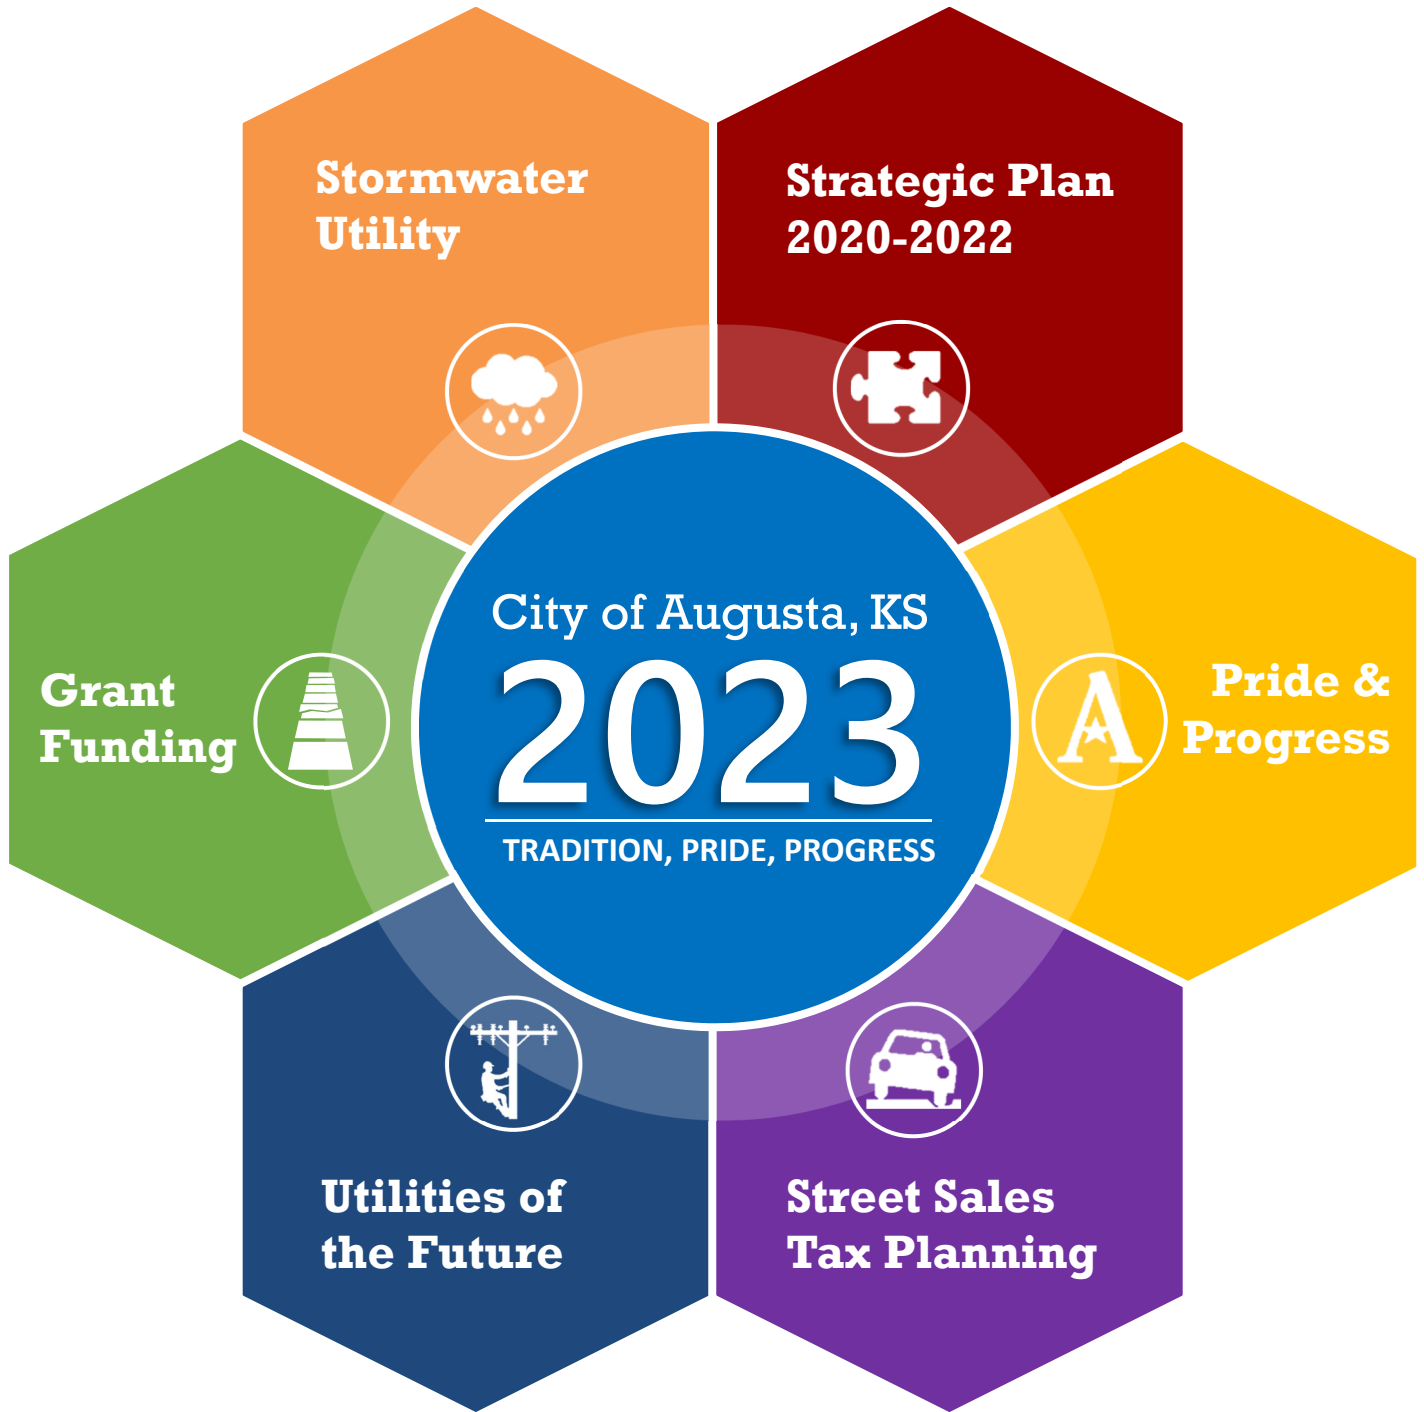 Stormwater
Utility
Strategic Plan
2020-2022
Grant
Funding
City of Augusta, KS
2023
TRADITION, PRIDE, PROGRESS
A
Pride &
Progress
Utilities of
the Future
Street Sales
Tax Planning